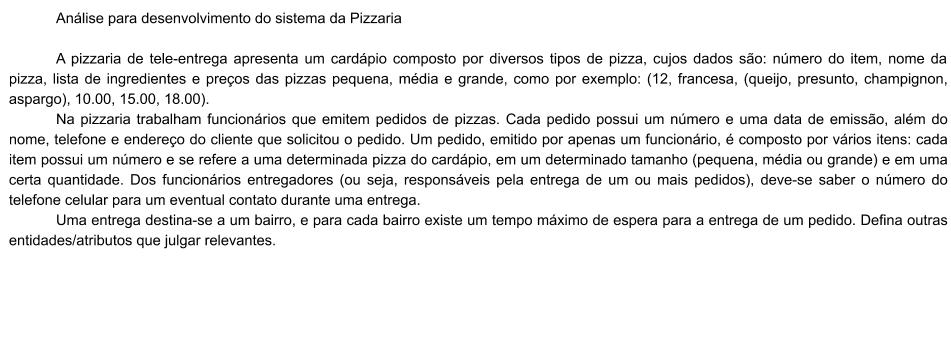 Análise para desenvolvimento do sistema da Pizzaria
A pizzaria de tele-entrega apresenta um cardápio composto por diversos tipos de pizza, cujos dados são: número do item, nome da
pizza, lista de ingredientes e preços das pizzas pequena, média e grande, como por exemplo: (12, francesa, (queijo, presunto, champignon,
aspargo), 10.00, 15.00, 18.00).
Na pizzaria trabalham funcionários que emitem pedidos de pizzas. Cada pedido possui um número e uma data de emissão, além do
nome, telefone e endereço do cliente que solicitou o pedido. Um pedido, emitido por apenas um funcionário, é composto por vários itens: cada
item possui um número e se refere a uma determinada pizza do cardápio, em um determinado tamanho (pequena, média ou grande) e em uma
certa quantidade. Dos funcionários entregadores (ou seja, responsáveis pela entrega de um ou mais pedidos), deve-se saber o número do
telefone celular para um eventual contato durante uma entrega.
Uma entrega destina-se a um bairro, e para cada bairro existe um tempo máximo de espera para a entrega de um pedido. Defina outras
entidades/atributos que julgar relevantes.